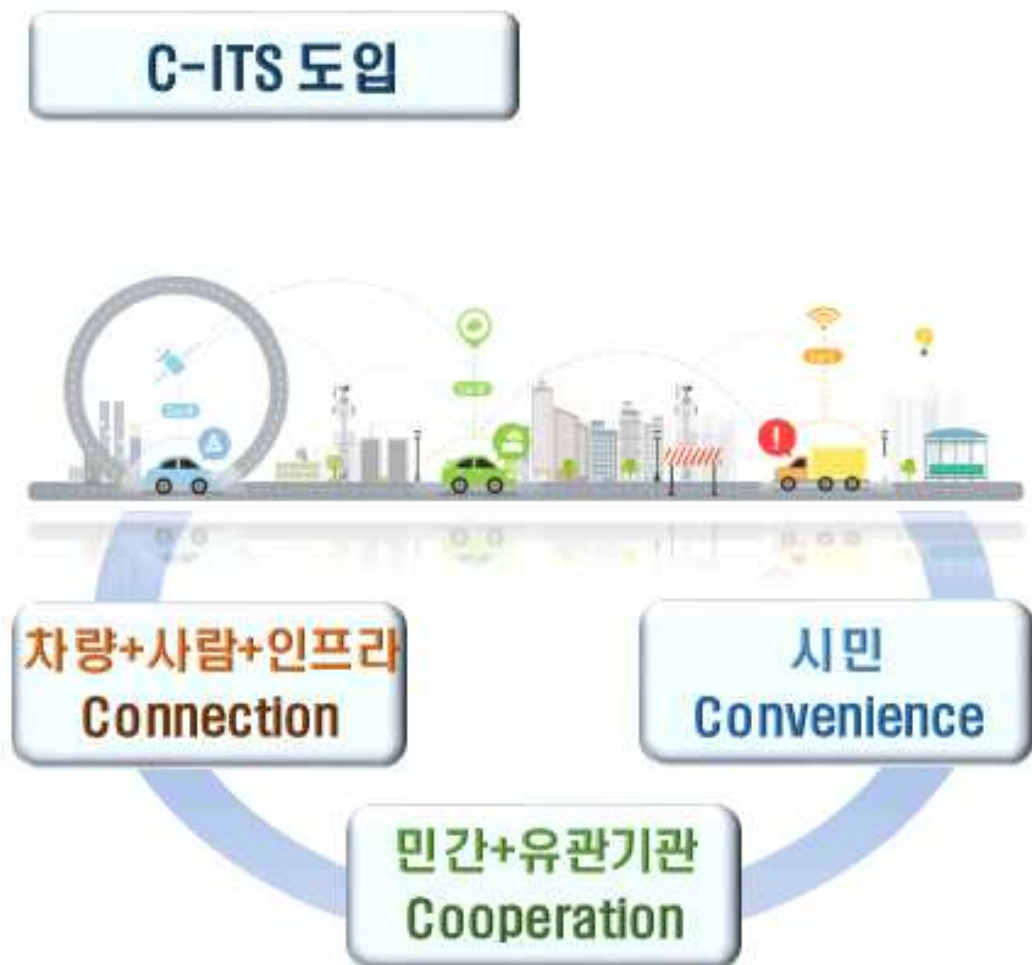 C-ITS 도입
차량+사람+인프라
Connection
시민
Convenience
민간+유관기관
Cooperation